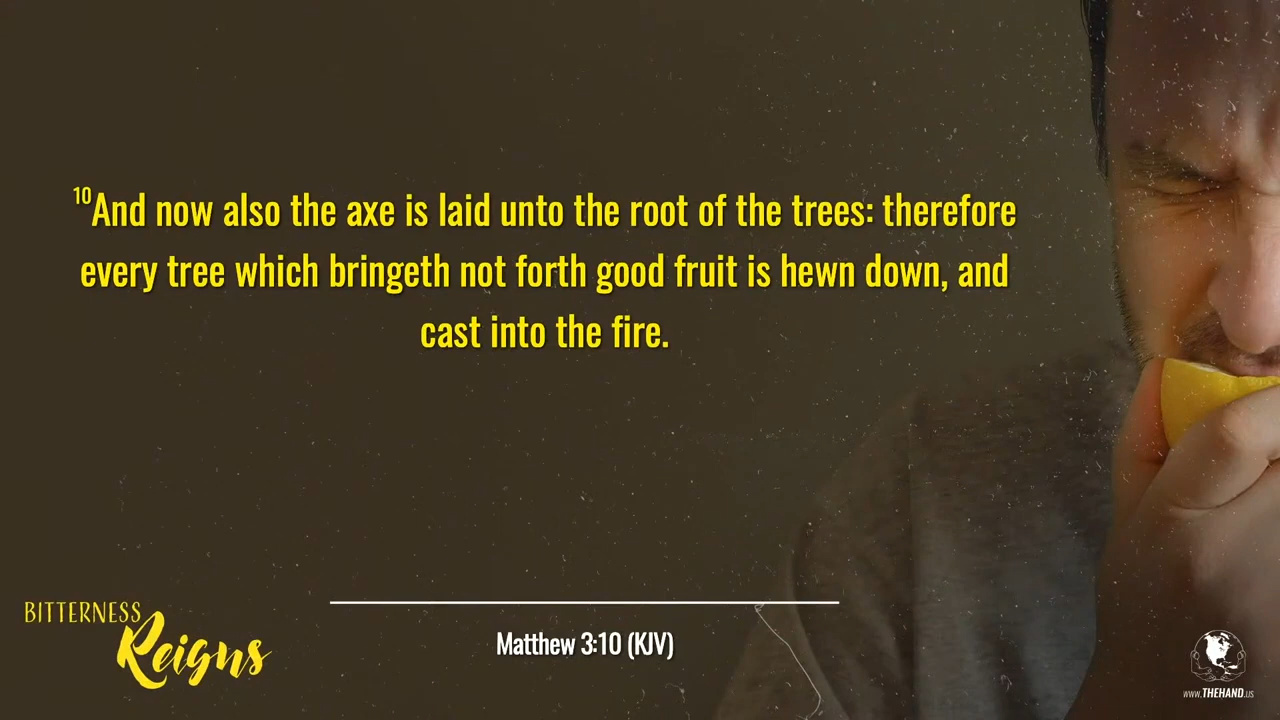 ¹⁰And now also the axe is laid unto the root of the trees: therefore
every tree which bringeth not forth good fruit is hewn down, and
cast into the fire.
BITTERNESS
Reigns
Matthew 3:10 (KJV)
www.THEHAND.us